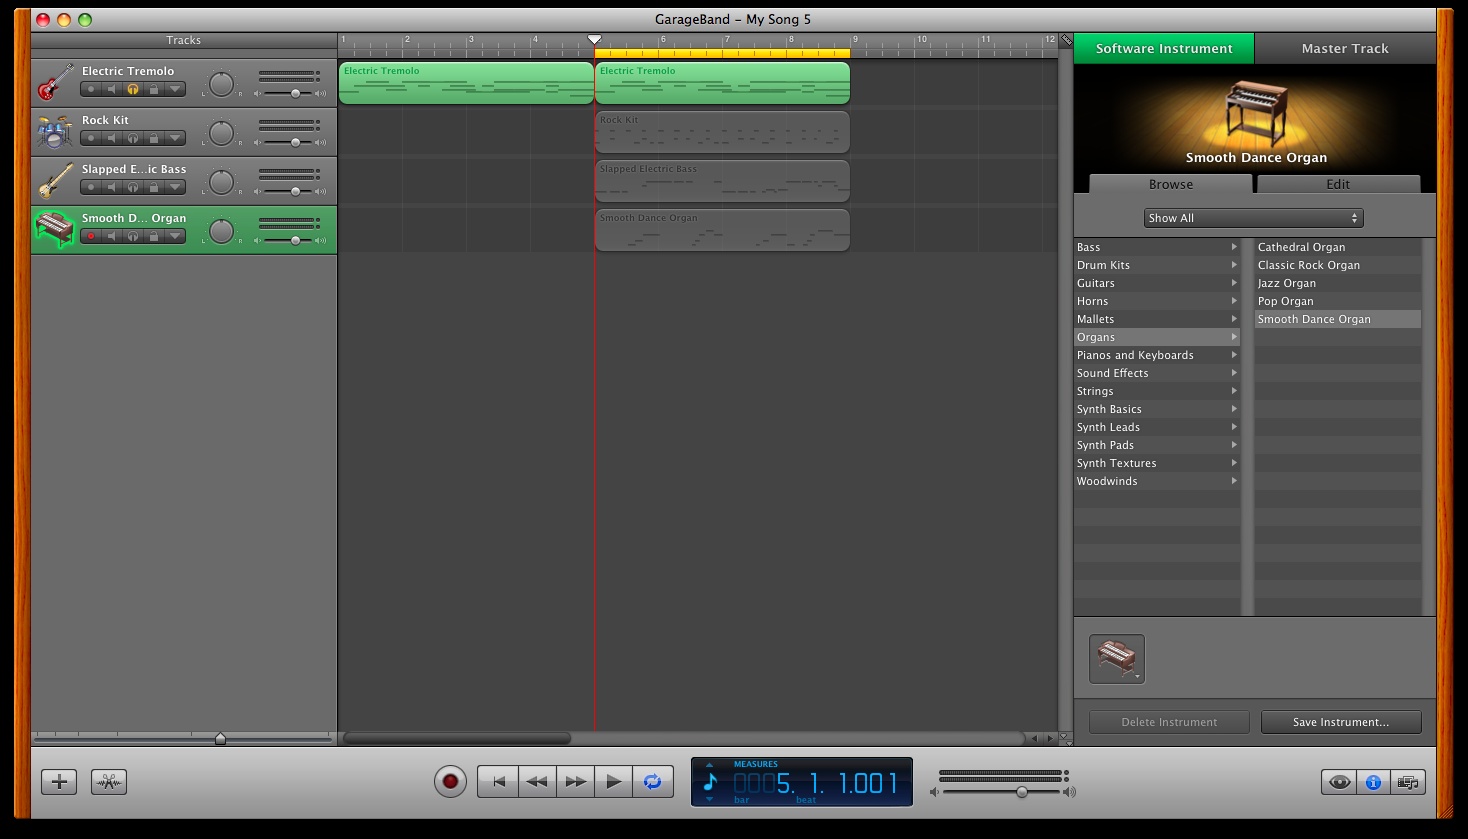 GarageBand – My Song 5
Tracks
1 2 3 4 5 6 7 8 9 10 11 12
Software Instrument
Master Track
Electric Tremolo
L R
Electric Tremolo
Electric Tremolo
Rock Kit
L R
Rock Kit
Slapped E...ic Bass
L R
Slapped Electric Bass
Smooth D... Organ
L R
Smooth Dance Organ
Smooth Dance Organ
Browse
Edit
Show All
Bass
Drum Kits
Guitars
Horns
Mallets
Organs
Pianos and Keyboards
Sound Effects
Strings
Synth Basics
Synth Leads
Synth Pads
Synth Textures
Woodwinds
Cathedral Organ
Classic Rock Organ
Jazz Organ
Pop Organ
Smooth Dance Organ
Delete Instrument
Save Instrument...
MEASURES
0005. 1. 1.001
bar beat